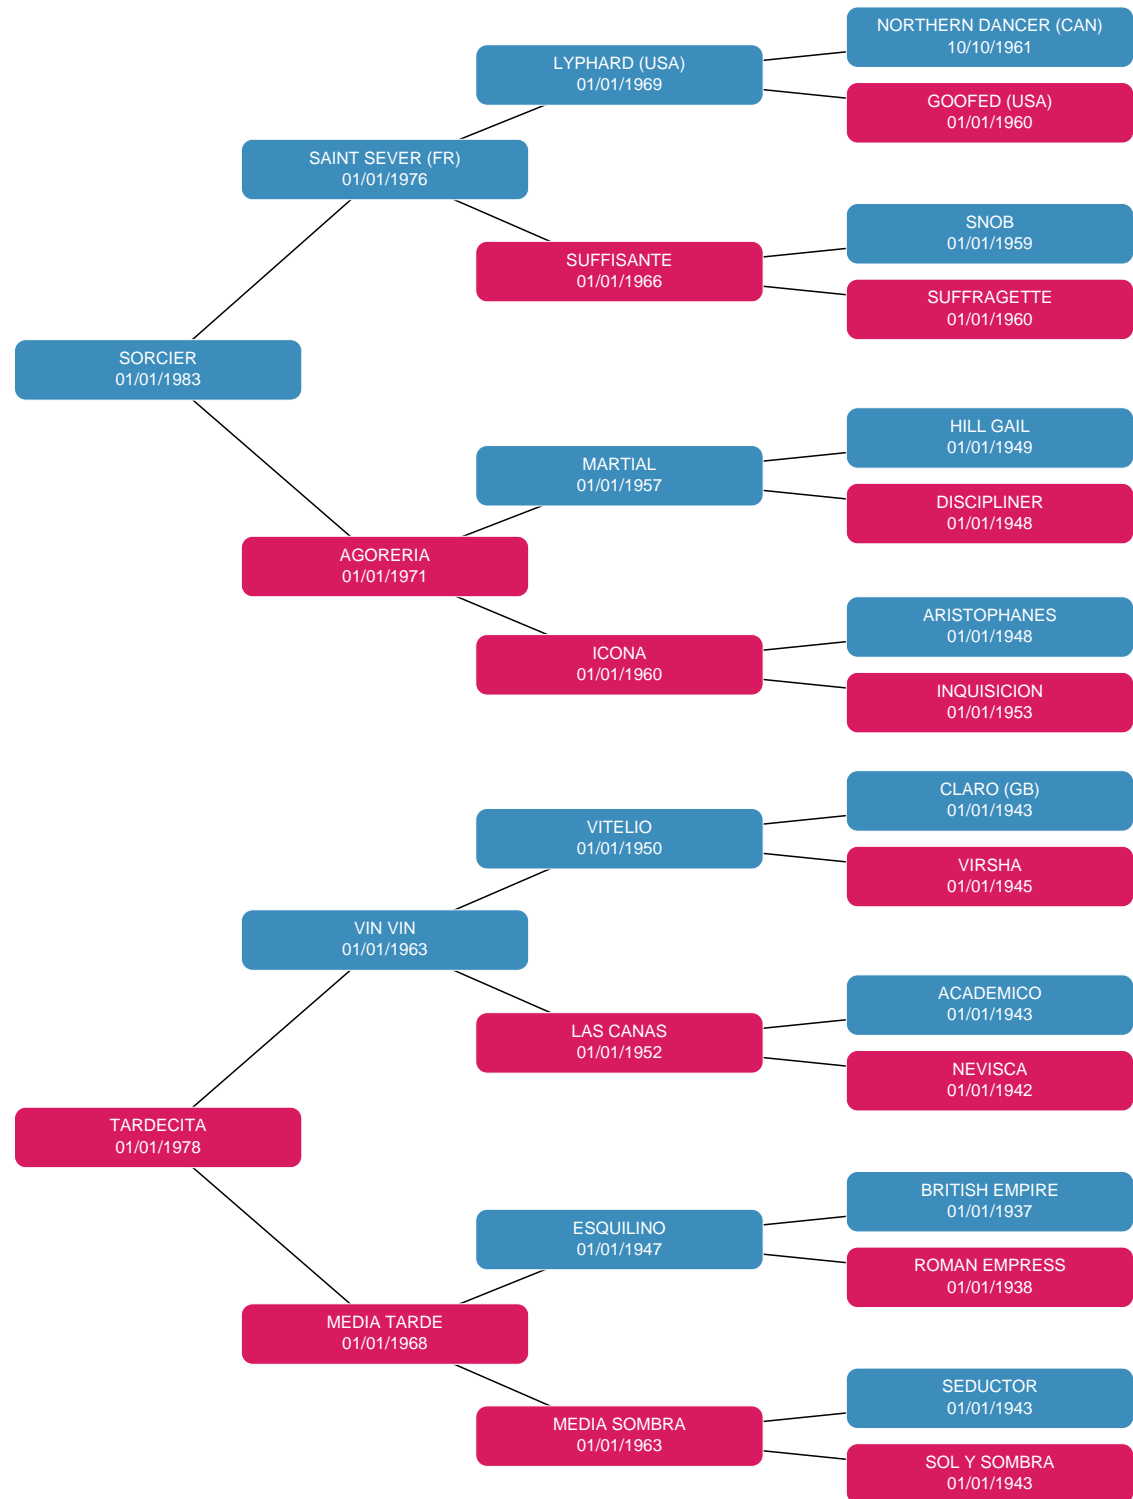 NORTHERN DANCER (CAN)
10/10/1961
LYPHARD (USA)
01/01/1969
GOOFED (USA)
01/01/1960
SAINT SEVER (FR)
01/01/1976
SNOB
01/01/1959
SUFFISANTE
01/01/1966
SUFFRAGETTE
01/01/1960
SORCIER
01/01/1983
HILL GAIL
01/01/1949
MARTIAL
01/01/1957
DISCIPLINER
01/01/1948
AGORERIA
01/01/1971
ARISTOPHANES
01/01/1948
ICONA
01/01/1960
INQUISICION
01/01/1953
CLARO (GB)
01/01/1943
VITELIO
01/01/1950
VIRSHA
01/01/1945
VIN VIN
01/01/1963
ACADEMICO
01/01/1943
LAS CANAS
01/01/1952
NEVISCA
01/01/1942
TARDECITA
01/01/1978
BRITISH EMPIRE
01/01/1937
ESQUILINO
01/01/1947
ROMAN EMPRESS
01/01/1938
MEDIA TARDE
01/01/1968
SEDUCTOR
01/01/1943
MEDIA SOMBRA
01/01/1963
SOL Y SOMBRA
01/01/1943